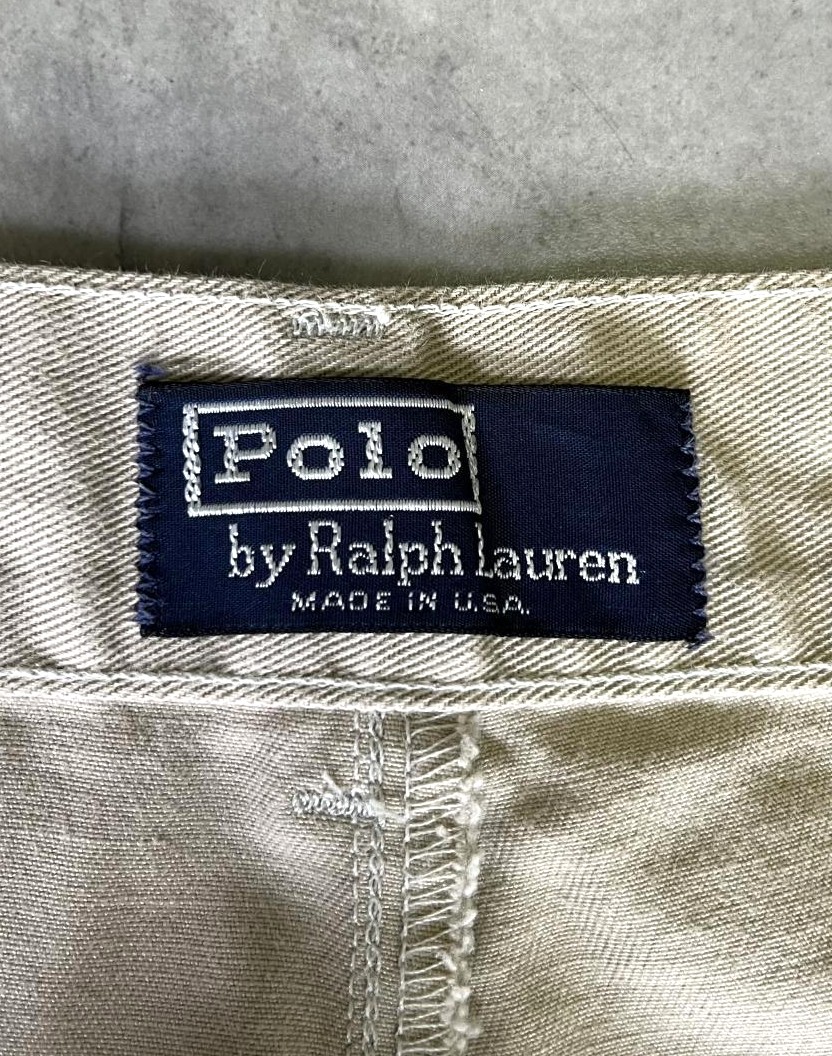 Polo
by Ralph Lauren
MADE IN U.S.A.